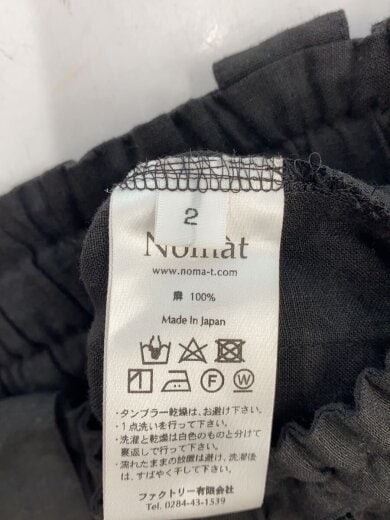 2
Nomàt
www.noma-t.com
麻 100%
Made in Japan
F
W
・タンブラー乾燥は、お避け下さい。
・1点洗いを行って下さい。
・洗濯と乾燥は白色のものと分けて
裏返しで行って下さい。
・濡れたままの放置は避け、洗濯後
は、すばやく干して下さい。
ファクトリー有限会社
Tel. 0284-43-1539